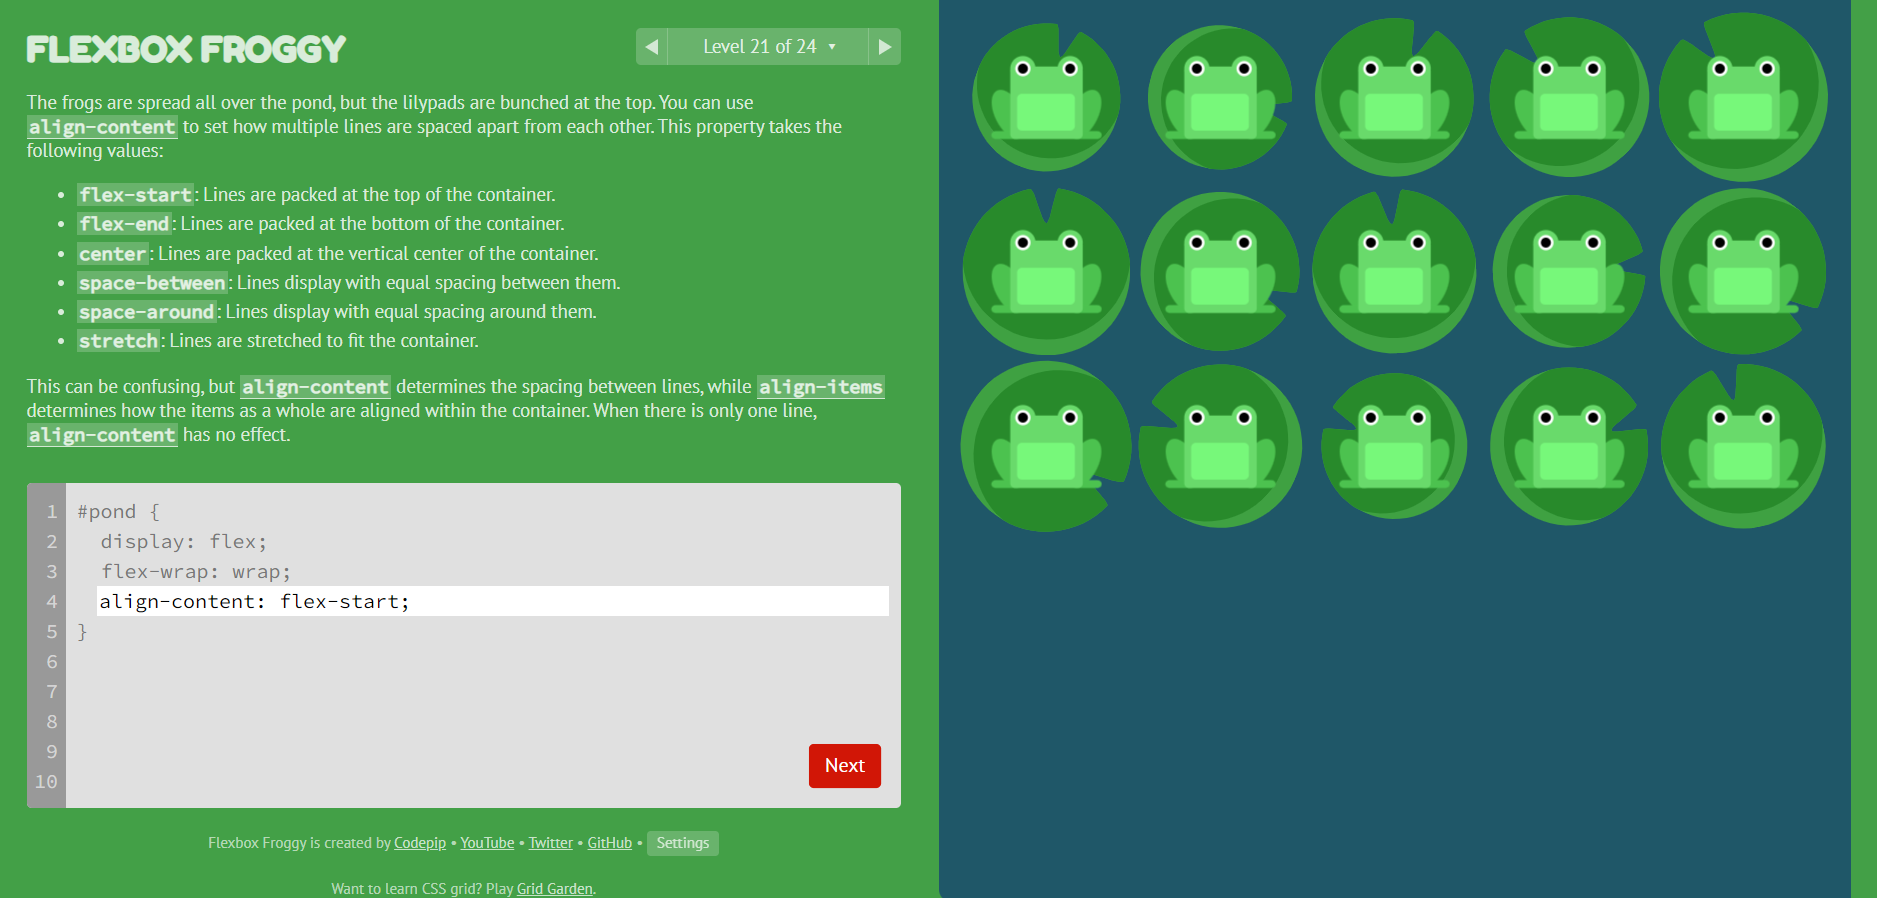 FLEXBOX FROGGY
◀ Level 21 of 24 ▾ ▶
The frogs are spread all over the pond, but the lilypads are bunched at the top. You can use
align-content to set how multiple lines are spaced apart from each other. This property takes the
following values:
• flex-start: Lines are packed at the top of the container.
• flex-end: Lines are packed at the bottom of the container.
• center: Lines are packed at the vertical center of the container.
• space-between: Lines display with equal spacing between them.
• space-around: Lines display with equal spacing around them.
• stretch: Lines are stretched to fit the container.
This can be confusing, but align-content determines the spacing between lines, while align-items
determines how the items as a whole are aligned within the container. When there is only one line,
align-content has no effect.
1 #pond {
2 display: flex;
3 flex-wrap: wrap;
4 align-content: flex-start;
5 }
6
7
8
9
10
Next
Flexbox Froggy is created by Codepip • YouTube • Twitter • GitHub • Settings
Want to learn CSS grid? Play Grid Garden.